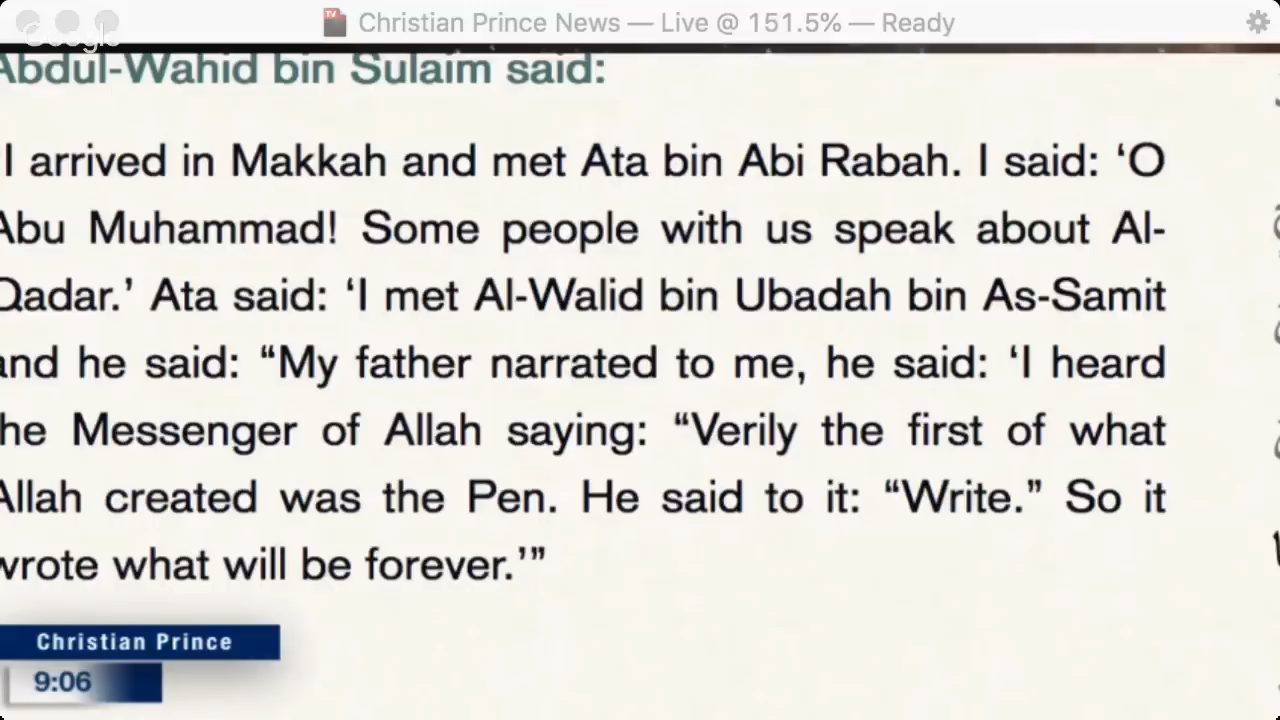 Christian Prince News — Live @ 151.5% — Ready
Google
Abdul-Wahid bin Sulaim said:
I arrived in Makkah and met Ata bin Abi Rabah. I said: ‘O
Abu Muhammad! Some people with us speak about Al-
Qadar.’ Ata said: ‘I met Al-Walid bin Ubadah bin As-Samit
and he said: “My father narrated to me, he said: ‘I heard
the Messenger of Allah saying: “Verily the first of what
Allah created was the Pen. He said to it: “Write.” So it
wrote what will be forever.’”
Christian Prince
9:06